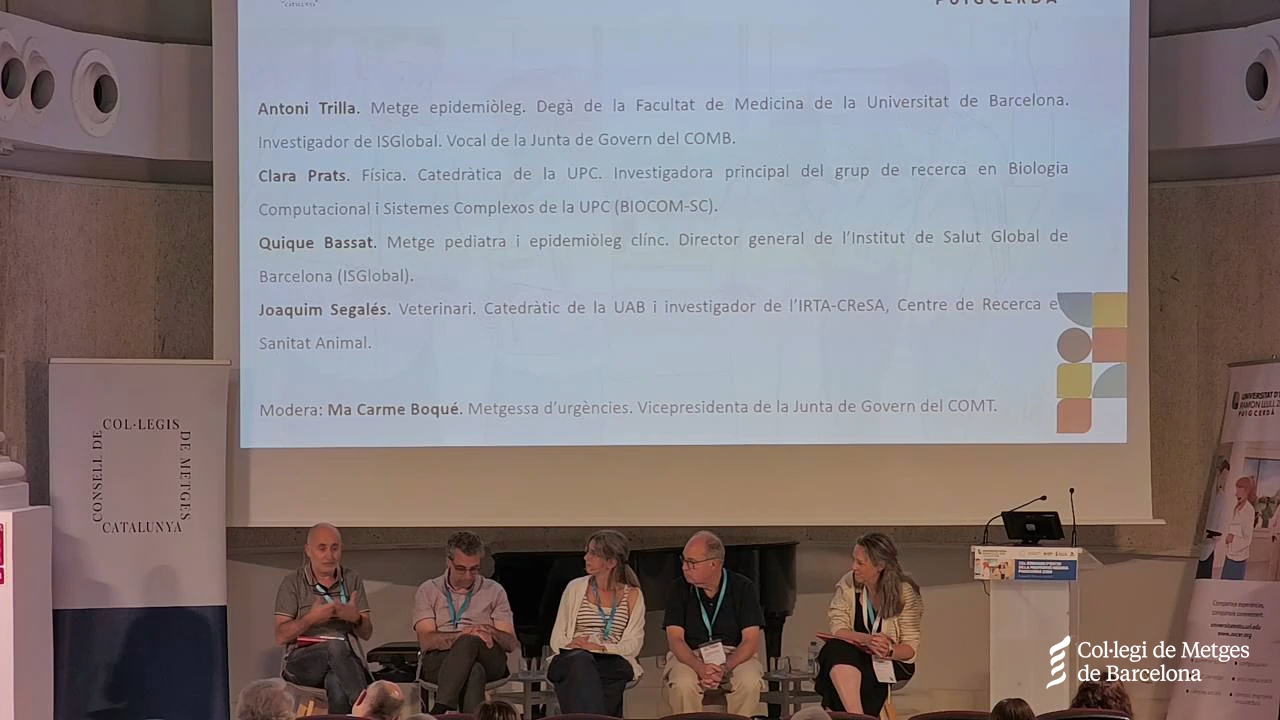 CATALUNYA
PUIGCERDÀ
Antoni Trilla. Metge epidemiòleg. Degà de la Facultat de Medicina de la Universitat de Barcelona.
Investigador de ISGlobal. Vocal de la Junta de Govern del COMB.
Clara Prats. Física. Catedràtica de la UPC. Investigadora principal del grup de recerca en Biologia
Computacional i Sistemes Complexos de la UPC (BIOCOM-SC).
Quique Bassat. Metge pediatra i epidemiòleg clínc. Director general de l'Institut de Salut Global de
Barcelona (ISGlobal).
Joaquim Segalés. Veterinari. Catedràtic de la UAB i investigador de l'IRTA-CReSA, Centre de Recerca e
Sanitat Animal.
Modera: Ma Carme Boqué. Metgessa d'urgències. Vicepresidenta de la Junta de Govern del COMT.
CONSELL DE
COL·LEGIS
DE METGES
CATALUNYA
UNIVERSITAT D'E
RAMON LLULL
PUIGCERDÀ
Col·legi de Metges
de Barcelona